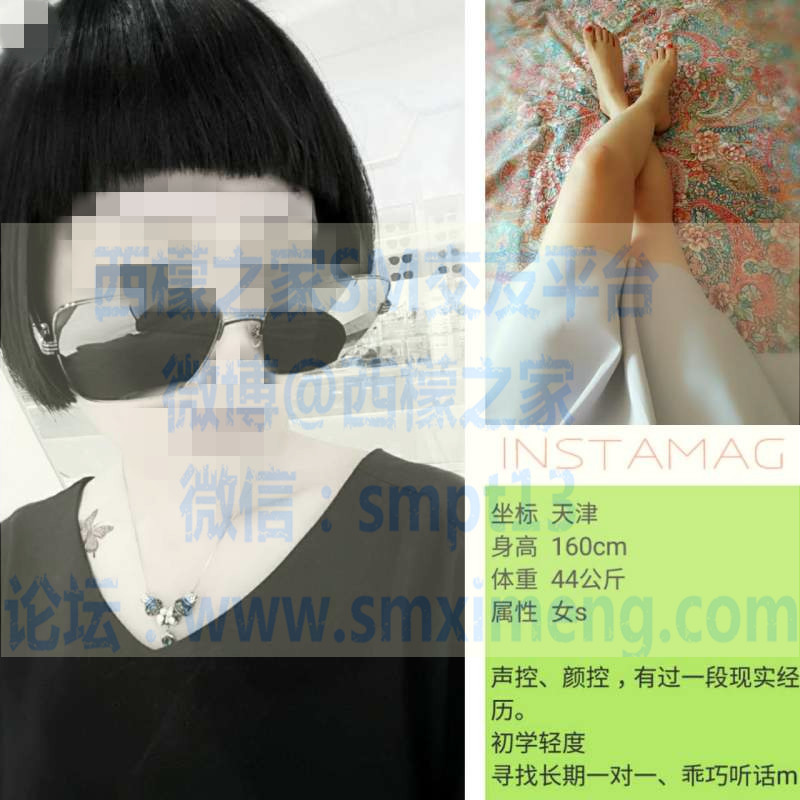 西檬之家SM交友平台
微博@西檬之家
微信：smpt13
论坛：www.smximeng.com
INSTAMAG
坐标 天津
身高 160cm
体重 44公斤
属性 女s
声控、颜控，有过一段现实经
历。
初学轻度
寻找长期一对一、乖巧听话m